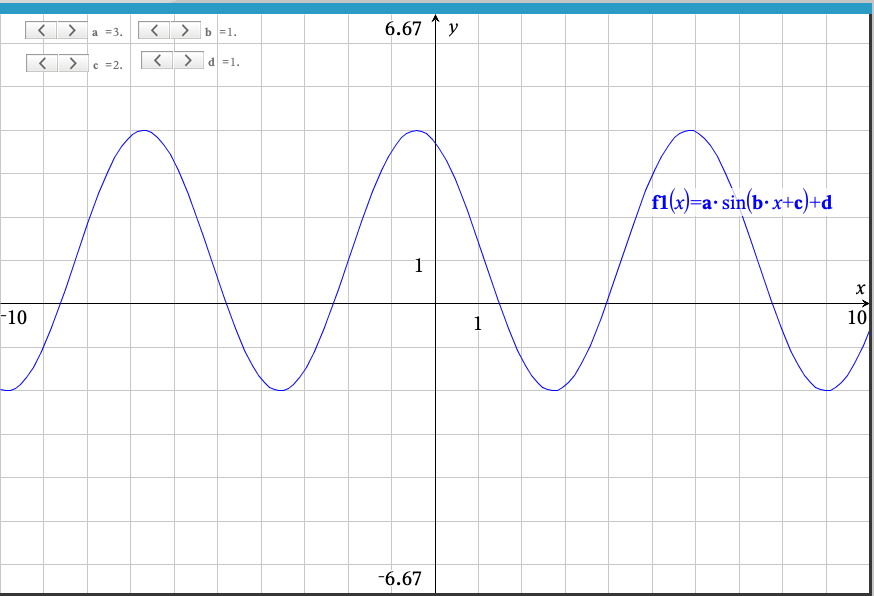 6.67 y
a =3. b =1.
c =2. d =1.
f1(x)=a· sin(b· x+c)+d
1
x
-10 1 10
-6.67